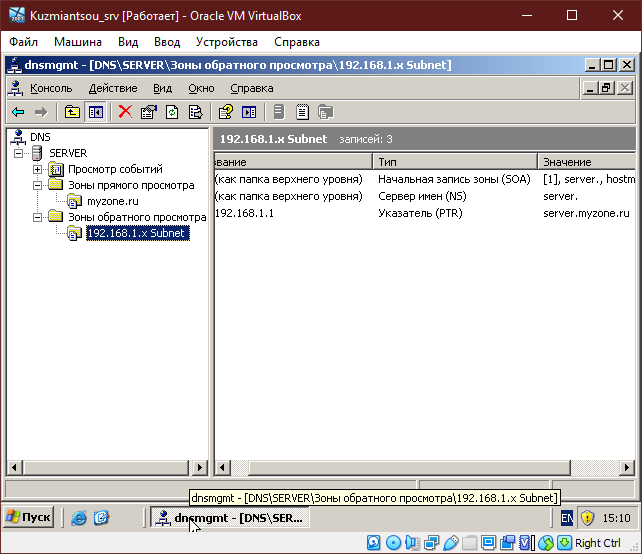 Kuzmiantsou_srv [Работает] - Oracle VM VirtualBox
Файл Машина Вид Ввод Устройства Справка
dnsmgmt - [DNS\SERVER\Зоны обратного просмотра\192.168.1.x Subnet]
Консоль Действие Вид Окно Справка
DNS
SERVER
Просмотр событий
Зоны прямого просмотра
myzone.ru
Зоны обратного просмотра
192.168.1.x Subnet
192.168.1.x Subnet записей: 3
звание Тип Значение
(как папка верхнего уровня) Начальная запись зоны (SOA) [1], server., hostm
(как папка верхнего уровня) Сервер имен (NS) server.
192.168.1.1 Указатель (PTR) server.myzone.ru
dnsmgmt - [DNS\SERVER\Зоны обратного просмотра\192.168.1.x Subnet]
Пуск dnsmgmt - [DNS\SER... EN 15:10
Right Ctrl